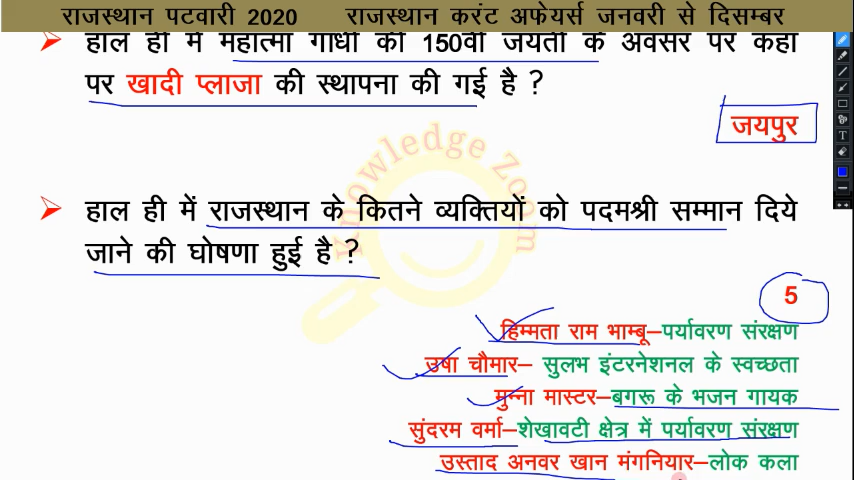 राजस्थान पटवारी 2020 राजस्थान करंट अफेयर्स जनवरी से दिसम्बर
हाल ही में महात्मा गांधी की 150वीं जयंती के अवसर पर कहां
पर खादी प्लाजा की स्थापना की गई है ?
जयपुर
Knowledge Zoom
हाल ही में राजस्थान के कितने व्यक्तियों को पदमश्री सम्मान दिये
जाने की घोषणा हुई है ?
5
हिम्मता राम भाम्बू–पर्यावरण संरक्षण
उषा चौमार– सुलभ इंटरनेशनल के स्वच्छता
मुन्ना मास्टर–बगरू के भजन गायक
सुंदरम वर्मा–शेखावटी क्षेत्र में पर्यावरण संरक्षण
उस्ताद अनवर खान मंगनियार–लोक कला